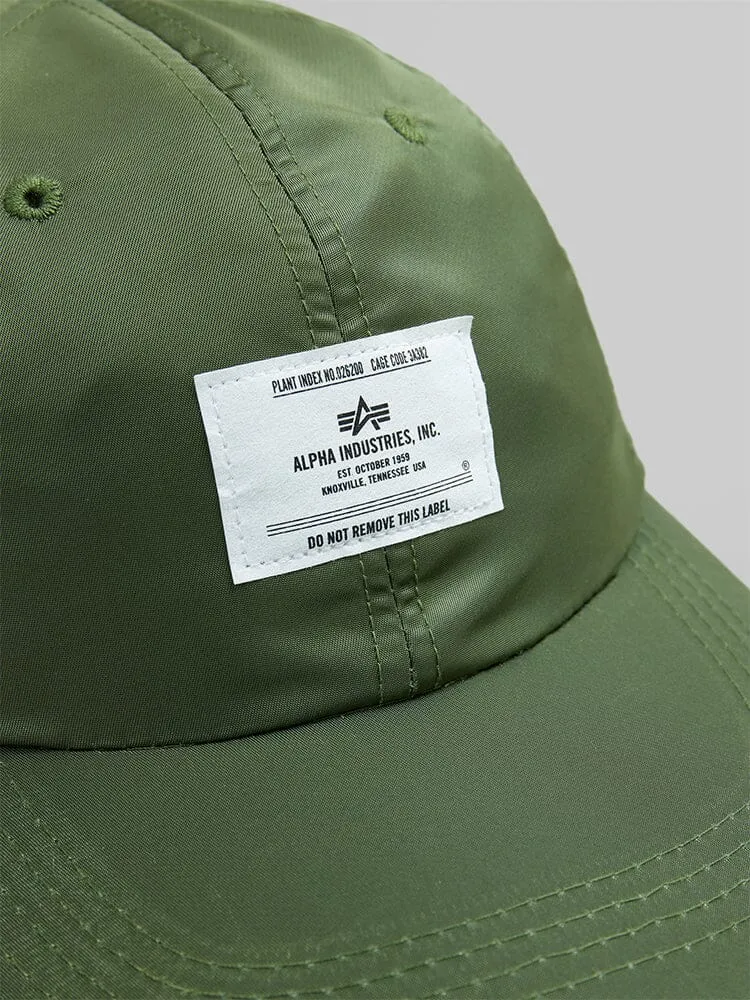 PLANT INDEX NO.026200 CAGE CODE 3A382
ALPHA INDUSTRIES, INC.
EST. OCTOBER 1959
KNOXVILLE, TENNESSEE USA
®
DO NOT REMOVE THIS LABEL